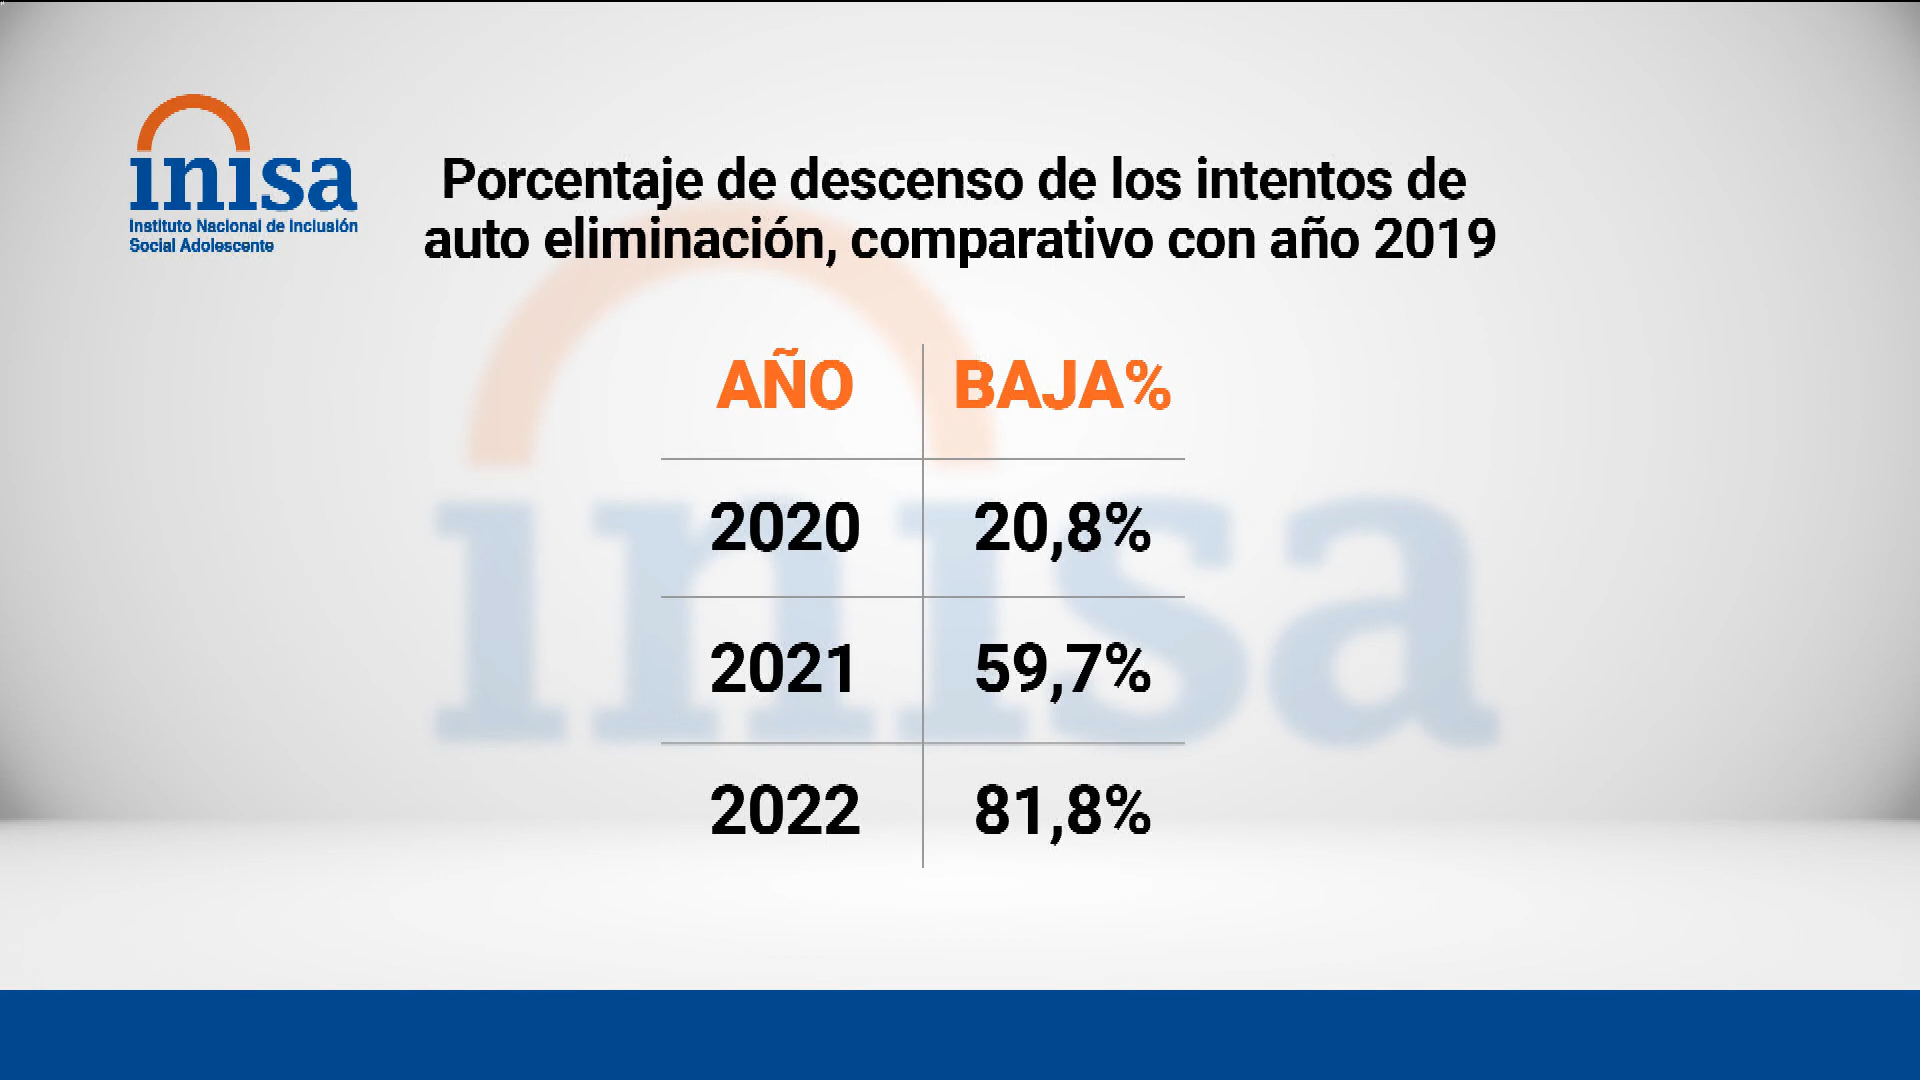 inisa
Instituto Nacional de Inclusión
Social Adolescente
Porcentaje de descenso de los intentos de
auto eliminación, comparativo con año 2019
AÑO BAJA%
2020 20,8%
2021 59,7%
2022 81,8%
inisa